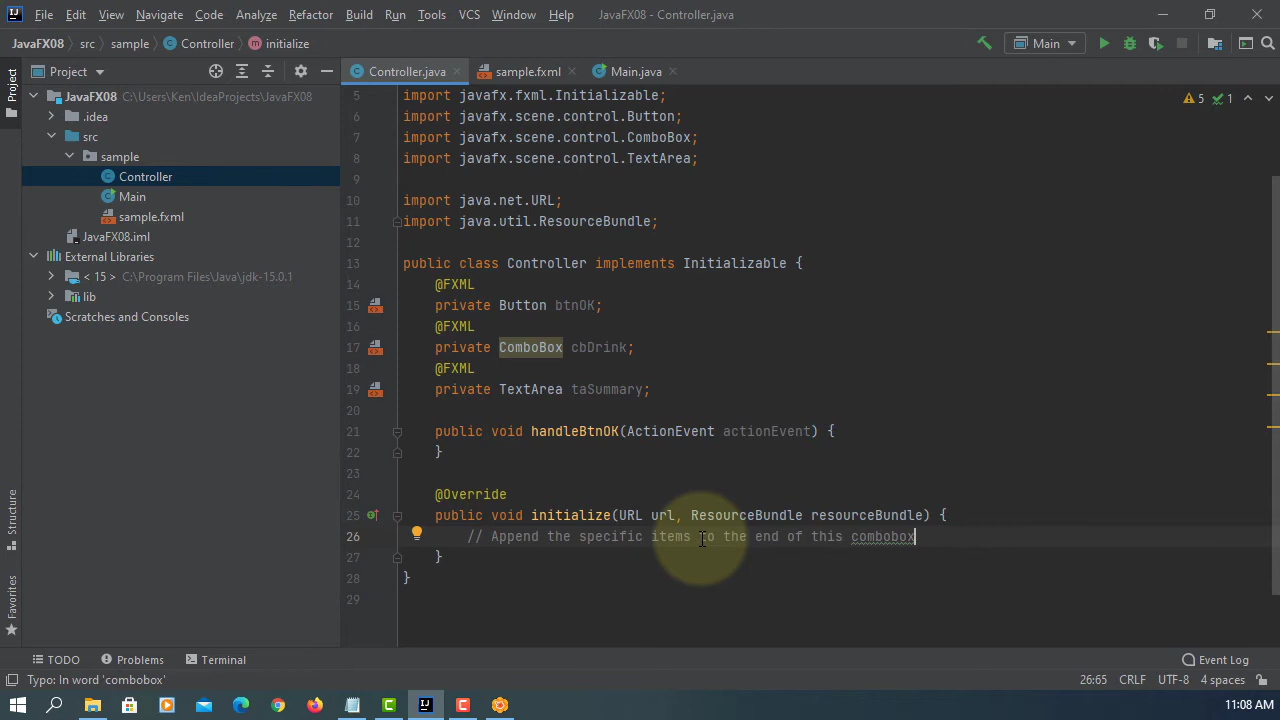 File Edit View Navigate Code Analyze Refactor Build Run Tools VCS Window Help JavaFX08 - Controller.java
JavaFX08 src sample Controller initialize Main
Project Controller.java sample.fxml Main.java
Project
JavaFX08 C:\Users\Ken\IdeaProjects\JavaFX08
.idea
src
sample
Controller
Main
sample.fxml
JavaFX08.iml
External Libraries
< 15 > C:\Program Files\Java\jdk-15.0.1
lib
Scratches and Consoles
Structure
Favorites
5 1
5 import javafx.fxml.Initializable;
6 import javafx.scene.control.Button;
7 import javafx.scene.control.ComboBox;
8 import javafx.scene.control.TextArea;
9
10 import java.net.URL;
11 import java.util.ResourceBundle;
12
13 public class Controller implements Initializable {
14 @FXML
15 private Button btnOK;
16 @FXML
17 private ComboBox cbDrink;
18 @FXML
19 private TextArea taSummary;
20
21 public void handleBtnOK(ActionEvent actionEvent) {
22 }
23
24 @Override
25 public void initialize(URL url, ResourceBundle resourceBundle) {
26 // Append the specific items to the end of this combobox
27 }
28 }
29
TODO Problems Terminal Event Log
Typo: In word 'combobox' 26:65 CRLF UTF-8 4 spaces
11:08 AM